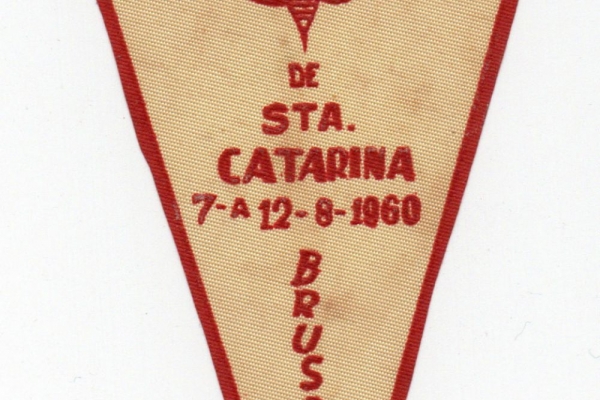 DE
STA.
CATARINA
7-A 12-8-1960
BRUS